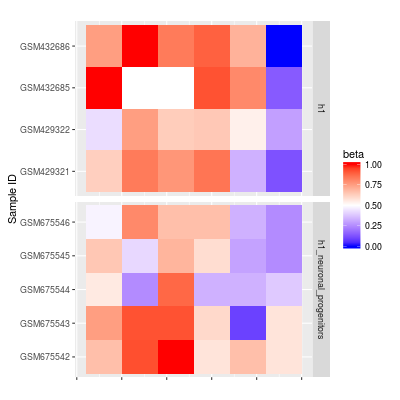 GSM432686
GSM432685
GSM429322
GSM429321
h1
Sample ID
GSM675546
GSM675545
GSM675544
GSM675543
GSM675542
h1_neuronal_progenitors
beta
1.00
0.75
0.50
0.25
0.00